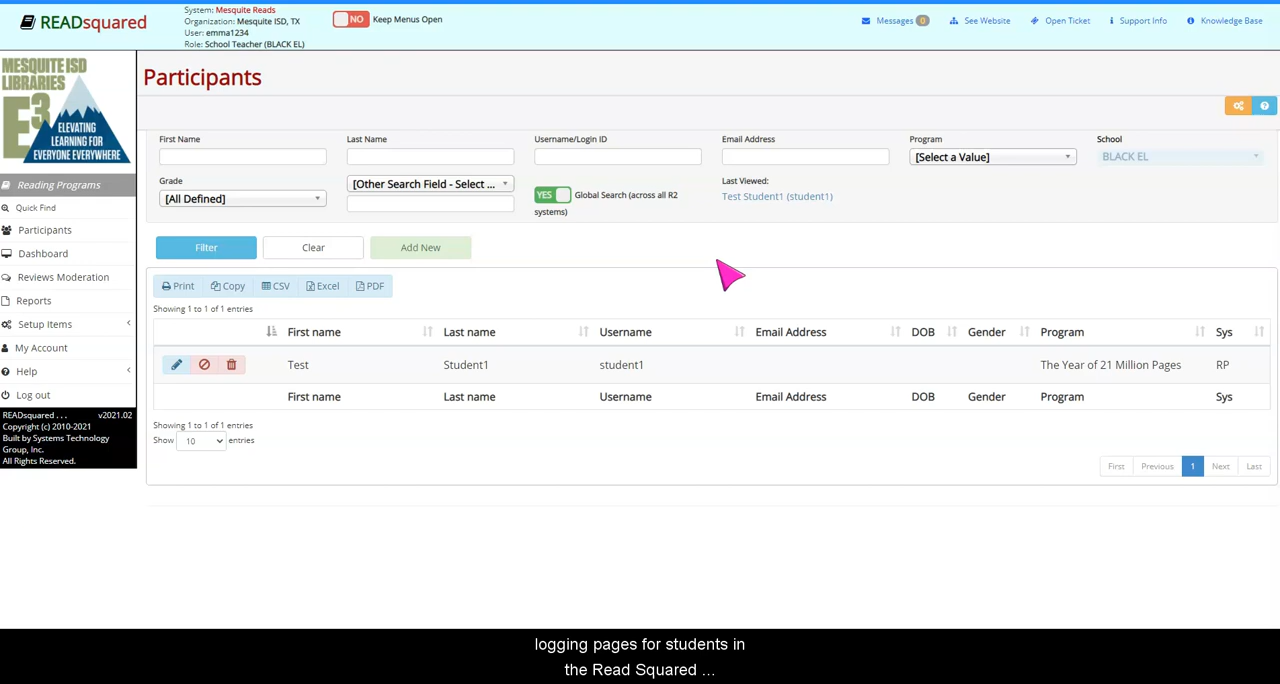 READsquared
System: Mesquite Reads
Organization: Mesquite ISD, TX
User: emma1234
Role: School Teacher (BLACK EL)
NO Keep Menus Open
Messages 0
See Website
Open Ticket
Support Info
Knowledge Base
MESQUITE ISD
LIBRARIES
E3
ELEVATING
LEARNING FOR
EVERYONE EVERYWHERE
Reading Programs
Quick Find
Participants
Dashboard
Reviews Moderation
Reports
Setup Items
My Account
Help
Log out
READsquared . . . v2021.02
Copyright (c) 2010-2021
Built by Systems Technology
Group, Inc.
All Rights Reserved.
Participants
First Name Last Name Username/Login ID Email Address Program School
[Select a Value] BLACK EL
Grade
[All Defined]
[Other Search Field - Select ...
YES Global Search (across all R2
systems)
Last Viewed:
Test Student1 (student1)
Filter Clear Add New
Print Copy CSV Excel PDF
Showing 1 to 1 of 1 entries
First name Last name Username Email Address DOB Gender Program Sys
Test Student1 student1 The Year of 21 Million Pages RP
First name Last name Username Email Address DOB Gender Program Sys
Showing 1 to 1 of 1 entries
Show 10 entries
First Previous 1 Next Last
logging pages for students in
the Read Squared ...